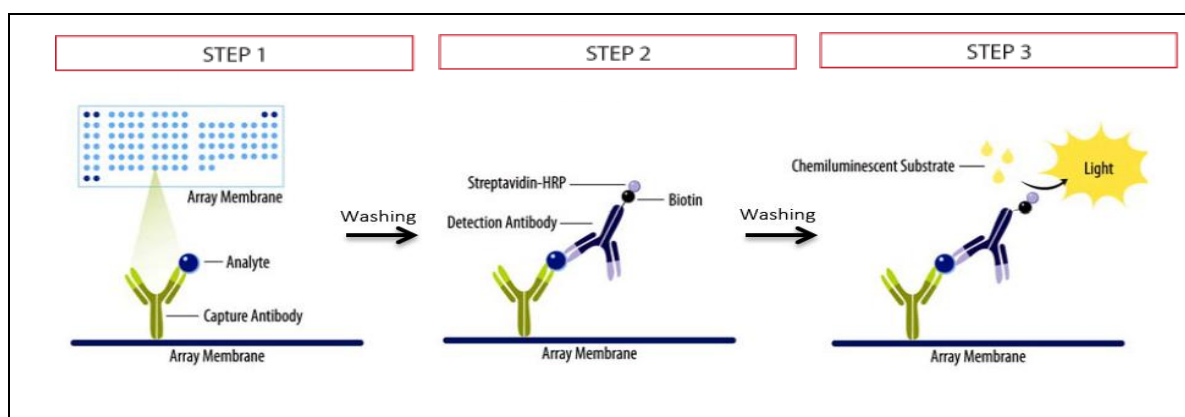 STEP 1
Array Membrane
Analyte
Capture Antibody
Array Membrane
Washing
STEP 2
Streptavidin-HRP
Biotin
Detection Antibody
Array Membrane
Washing
STEP 3
Chemiluminescent Substrate
Light
Array Membrane